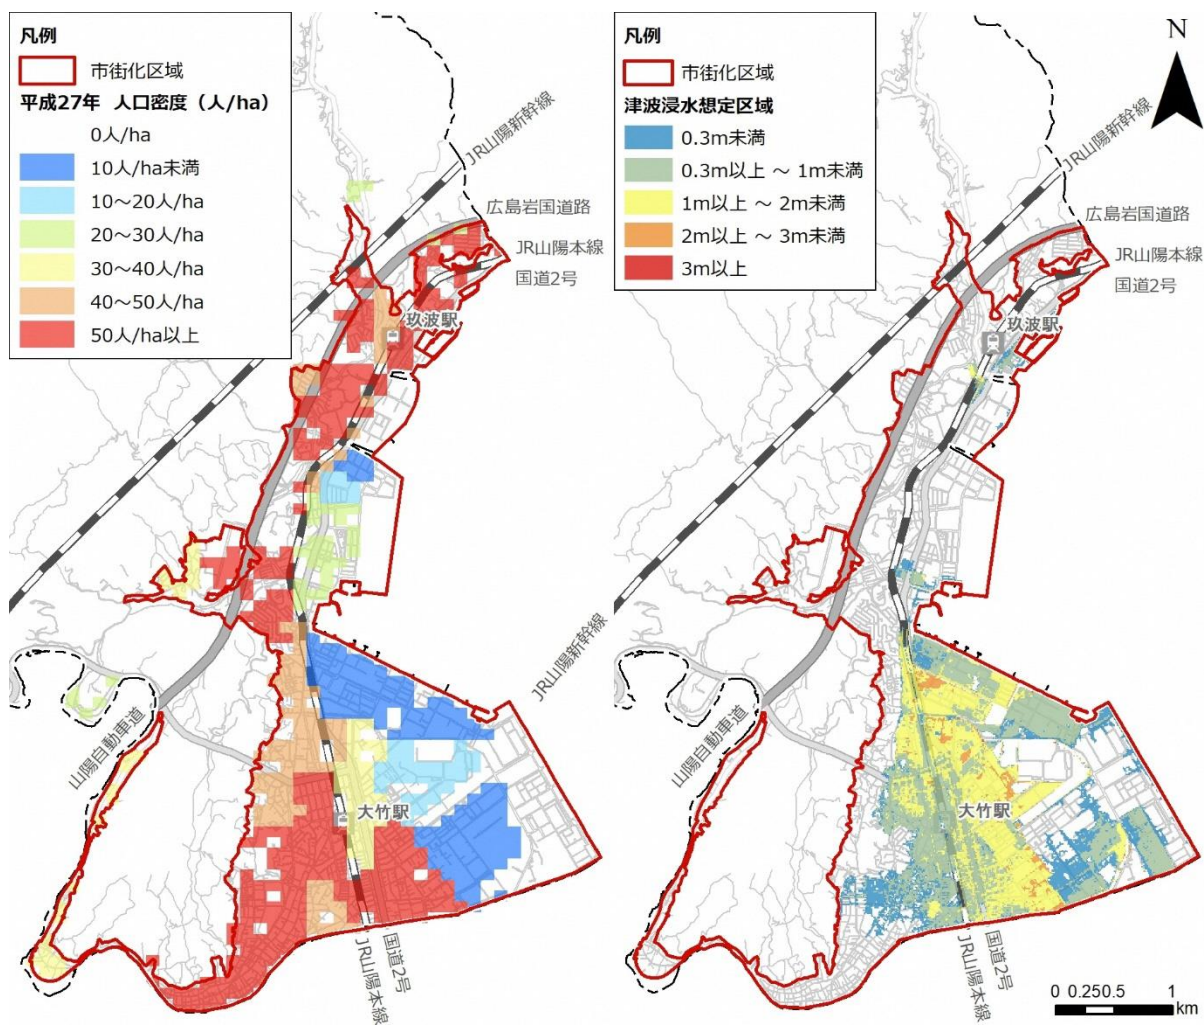 凡例
市街化区域
平成27年 人口密度（人/ha）
0人/ha
10人/ha未満
10～20人/ha
20～30人/ha
30～40人/ha
40～50人/ha
50人/ha以上
JR山陽新幹線
広島岩国道路
JR山陽本線
国道2号
玖波駅
山陽自動車道
大竹駅
国道2号
JR山陽本線
JR山陽新幹線
凡例
市街化区域
津波浸水想定区域
0.3m未満
0.3m以上 ～ 1m未満
1m以上 ～ 2m未満
2m以上 ～ 3m未満
3m以上
N
JR山陽新幹線
広島岩国道路
JR山陽本線
国道2号
玖波駅
山陽自動車道
大竹駅
国道2号
JR山陽本線
0 0.250.5 1
km